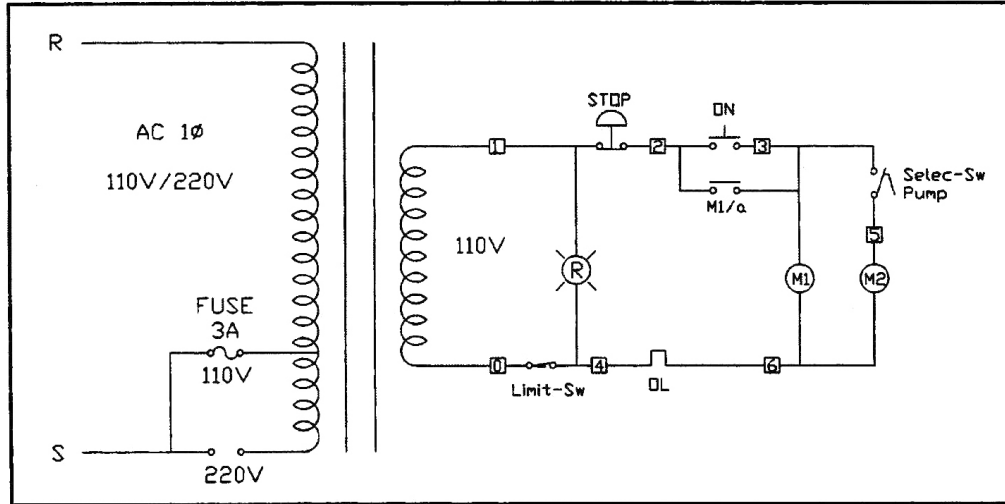 R
AC 1ø
110V/220V
FUSE
3A
110V
S
220V
110V
1
STOP
2
ON
3
M1/a
Selec-Sw
Pump
5
R
M1
M2
0
Limit-Sw
4
OL
6